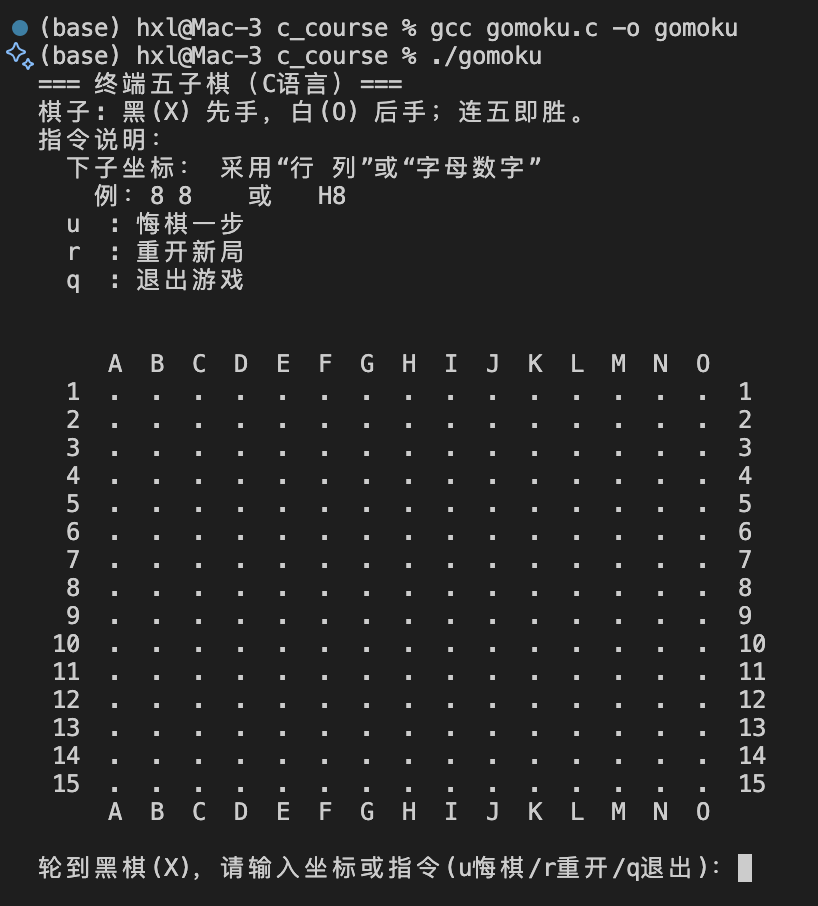 (base) hxl@Mac-3 c_course % gcc gomoku.c -o gomoku
(base) hxl@Mac-3 c_course % ./gomoku
=== 终端五子棋 (C语言) ===
棋子: 黑(X) 先手, 白(O) 后手; 连五即胜。
指令说明:
  下子坐标:  采用“行 列”或“字母数字”
    例: 8 8    或   H8
  u  : 悔棋一步
  r  : 重开新局
  q  : 退出游戏
     A  B  C  D  E  F  G  H  I  J  K  L  M  N  O
  1  .  .  .  .  .  .  .  .  .  .  .  .  .  .  .  1
  2  .  .  .  .  .  .  .  .  .  .  .  .  .  .  .  2
  3  .  .  .  .  .  .  .  .  .  .  .  .  .  .  .  3
  4  .  .  .  .  .  .  .  .  .  .  .  .  .  .  .  4
  5  .  .  .  .  .  .  .  .  .  .  .  .  .  .  .  5
  6  .  .  .  .  .  .  .  .  .  .  .  .  .  .  .  6
  7  .  .  .  .  .  .  .  .  .  .  .  .  .  .  .  7
  8  .  .  .  .  .  .  .  .  .  .  .  .  .  .  .  8
  9  .  .  .  .  .  .  .  .  .  .  .  .  .  .  .  9
 10  .  .  .  .  .  .  .  .  .  .  .  .  .  .  .  10
 11  .  .  .  .  .  .  .  .  .  .  .  .  .  .  .  11
 12  .  .  .  .  .  .  .  .  .  .  .  .  .  .  .  12
 13  .  .  .  .  .  .  .  .  .  .  .  .  .  .  .  13
 14  .  .  .  .  .  .  .  .  .  .  .  .  .  .  .  14
 15  .  .  .  .  .  .  .  .  .  .  .  .  .  .  .  15
     A  B  C  D  E  F  G  H  I  J  K  L  M  N  O
轮到黑棋(X), 请输入坐标或指令(u悔棋/r重开/q退出):